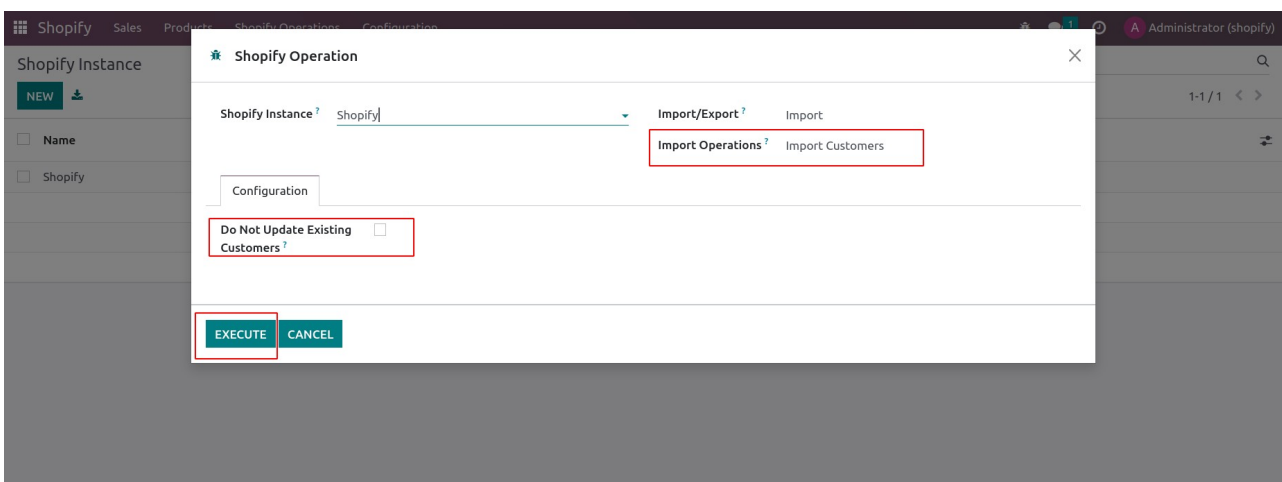 Shopify Sales Products Shopify Operations Configuration 1 A Administrator (shopify)
Shopify Operation
Shopify Instance
NEW
1-1 / 1
Shopify Instance ? Shopify Import/Export ? Import
Import Operations ? Import Customers
Name
Shopify
Configuration
Do Not Update Existing
Customers ?
EXECUTE CANCEL